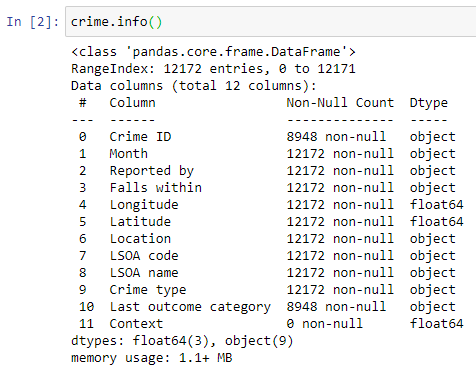 In [2]: crime.info()
<class 'pandas.core.frame.DataFrame'>
RangeIndex: 12172 entries, 0 to 12171
Data columns (total 12 columns):
 #   Column                 Non-Null Count  Dtype
---  ------                 --------------  -----
 0   Crime ID               8948 non-null   object
 1   Month                  12172 non-null  object
 2   Reported by            12172 non-null  object
 3   Falls within           12172 non-null  object
 4   Longitude              12172 non-null  float64
 5   Latitude               12172 non-null  float64
 6   Location               12172 non-null  object
 7   LSOA code              12172 non-null  object
 8   LSOA name              12172 non-null  object
 9   Crime type             12172 non-null  object
 10  Last outcome category  8948 non-null   object
 11  Context                0 non-null      float64
dtypes: float64(3), object(9)
memory usage: 1.1+ MB